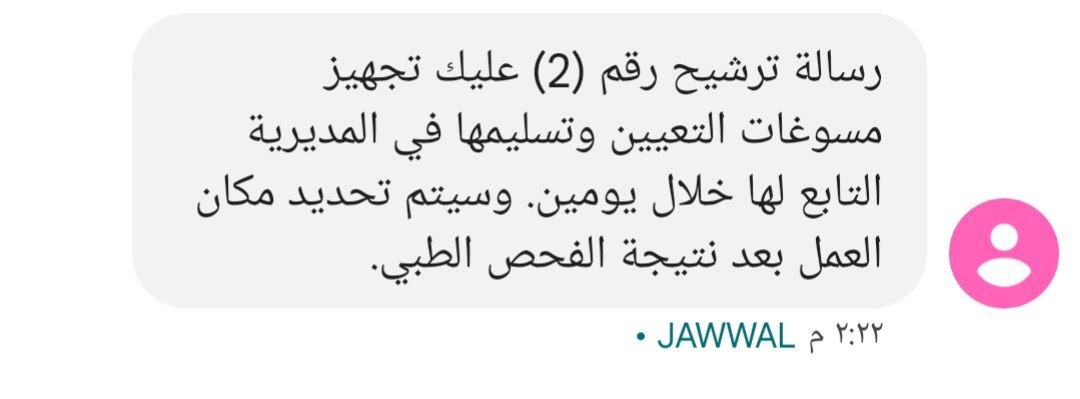 رسالة ترشيح رقم (2) عليك تجهيز
مسوغات التعيين وتسليمها في المديرية
التابع لها خلال يومين. وسيتم تحديد مكان
العمل بعد نتيجة الفحص الطبي.
٢:٢٢ م JAWWAL •